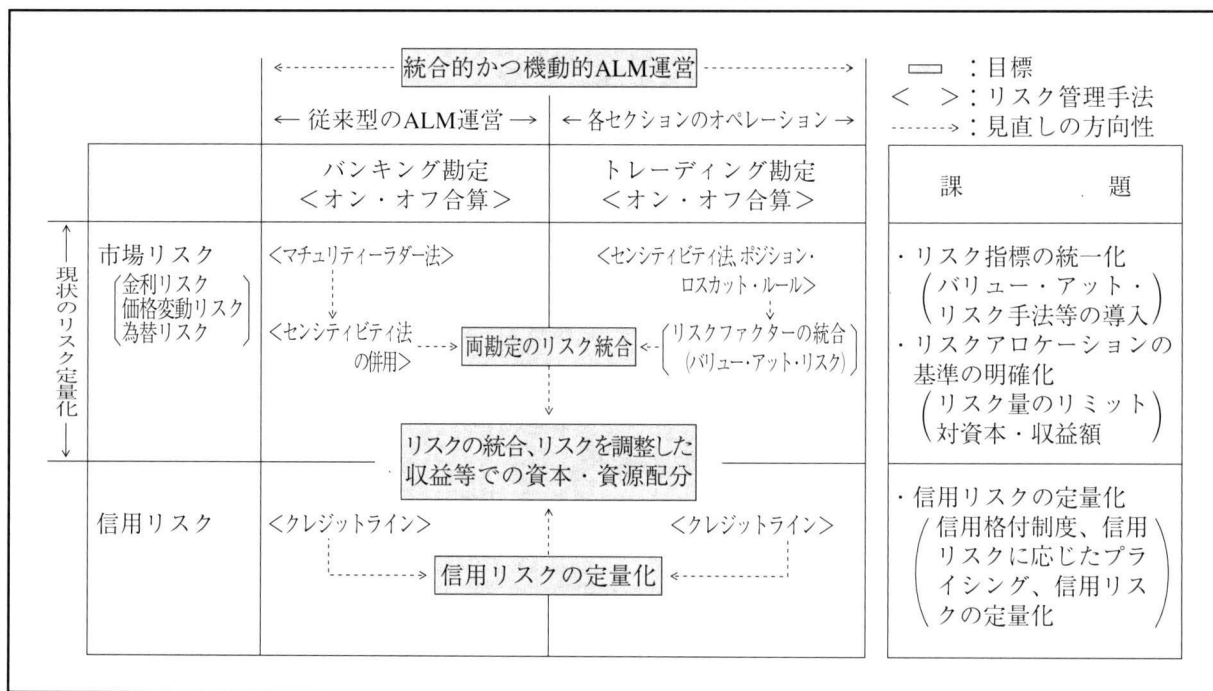 統合的かつ機動的ALM運営
▭ ：目標
＜　＞：リスク管理手法
--------＞：見直しの方向性
← 従来型のALM運営 →
← 各セクションのオペレーション →
バンキング勘定
＜オン・オフ合算＞
トレーディング勘定
＜オン・オフ合算＞
課　　題
現状のリスク定量化
市場リスク
金利リスク
価格変動リスク
為替リスク
＜マチュリティーラダー法＞
＜センシティビティ法、ポジション・
ロスカット・ルール＞
＜センシティビティ法
の併用＞
両勘定のリスク統合
リスクファクターの統合
(バリュー・アット・リスク)
・リスク指標の統一化
バリュー・アット・
リスク手法等の導入
・リスクアロケーションの
基準の明確化
リスク量のリミット
対資本・収益額
リスクの統合、リスクを調整した
収益等での資本・資源配分
信用リスク
＜クレジットライン＞
＜クレジットライン＞
信用リスクの定量化
・信用リスクの定量化
信用格付制度、信用
リスクに応じたプラ
イシング、信用リス
クの定量化